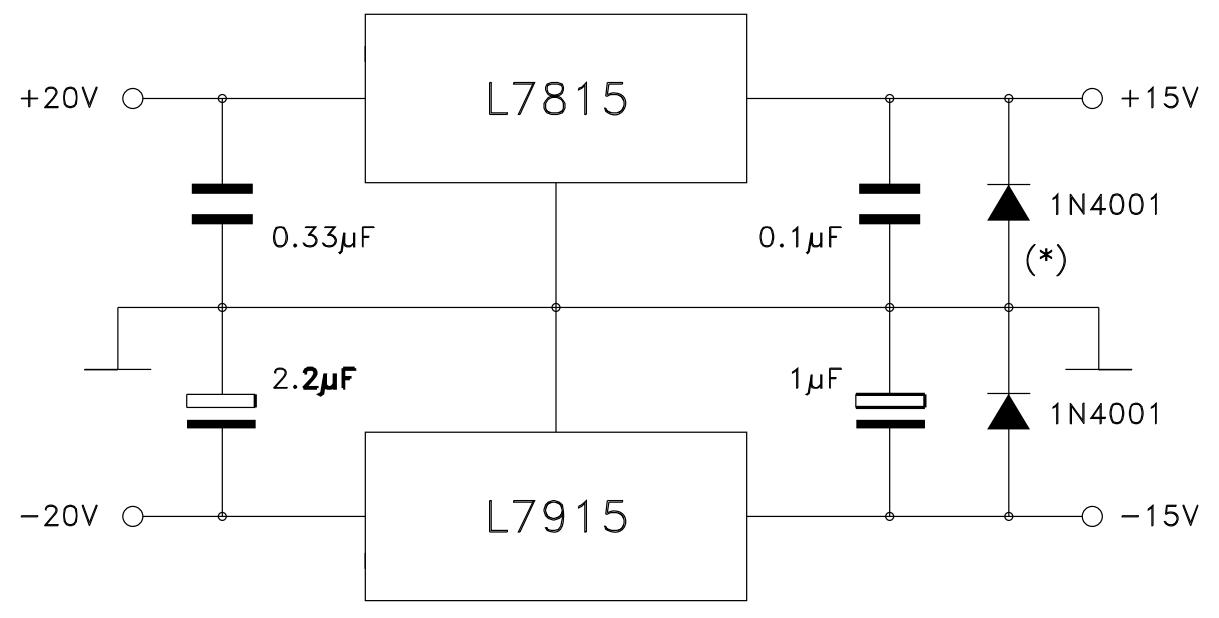 +20V
L7815
+15V
0.33µF
0.1µF
1N4001
(*)
2.2µF
1µF
1N4001
-20V
L7915
-15V